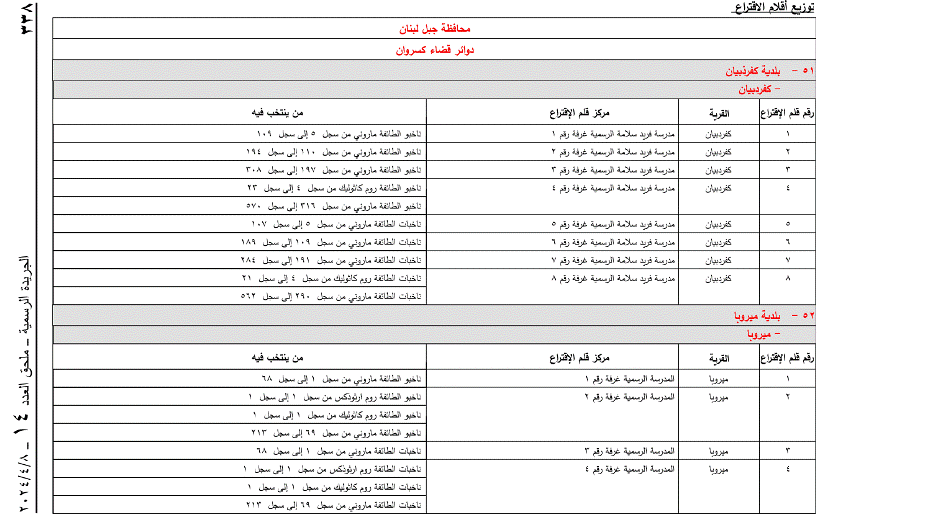 توزيع أقلام الاقتراع
٣٣٨
محافظة جبل لبنان
دوائر قضاء كسروان
٥١ - بلدية كفرذبيان
- كفردبيان
رقم قلم الإقتراع القرية مركز قلم الإقتراع من ينتخب فيه
١ كفردبيان مدرسة فريد سلامة الرسمية غرفة رقم ١ ناخبو الطائفة ماروني من سجل ٥ إلى سجل ١٠٩
٢ كفردبيان مدرسة فريد سلامة الرسمية غرفة رقم ٢ ناخبو الطائفة ماروني من سجل ١١٠ إلى سجل ١٩٤
٣ كفردبيان مدرسة فريد سلامة الرسمية غرفة رقم ٣ ناخبو الطائفة ماروني من سجل ١٩٧ إلى سجل ٣٠٨
٤ كفردبيان مدرسة فريد سلامة الرسمية غرفة رقم ٤ ناخبو الطائفة روم كاثوليك من سجل ٤ إلى سجل ٢٣
ناخبو الطائفة ماروني من سجل ٣١٦ إلى سجل ٥٧٠
٥ كفردبيان مدرسة فريد سلامة الرسمية غرفة رقم ٥ ناخبات الطائفة ماروني من سجل ٥ إلى سجل ١٠٧
٦ كفردبيان مدرسة فريد سلامة الرسمية غرفة رقم ٦ ناخبات الطائفة ماروني من سجل ١٠٩ إلى سجل ١٨٩
٧ كفردبيان مدرسة فريد سلامة الرسمية غرفة رقم ٧ ناخبات الطائفة ماروني من سجل ١٩١ إلى سجل ٢٨٤
٨ كفردبيان مدرسة فريد سلامة الرسمية غرفة رقم ٨ ناخبات الطائفة روم كاثوليك من سجل ٤ إلى سجل ٢١
ناخبات الطائفة ماروني من سجل ٢٩٠ إلى سجل ٥٦٢
٥٢ - بلدية ميروبا
- ميروبا
رقم قلم الإقتراع القرية مركز قلم الإقتراع من ينتخب فيه
١ ميروبا المدرسة الرسمية غرفة رقم ١ ناخبو الطائفة ماروني من سجل ١ إلى سجل ٦٨
٢ ميروبا المدرسة الرسمية غرفة رقم ٢ ناخبو الطائفة روم ارثوذكس من سجل ١ إلى سجل ١
ناخبو الطائفة روم كاثوليك من سجل ١ إلى سجل ١
ناخبو الطائفة ماروني من سجل ٦٩ إلى سجل ٢١٣
٣ ميروبا المدرسة الرسمية غرفة رقم ٣ ناخبات الطائفة ماروني من سجل ١ إلى سجل ٦٨
٤ ميروبا المدرسة الرسمية غرفة رقم ٤ ناخبات الطائفة روم ارثوذكس من سجل ١ إلى سجل ١
ناخبات الطائفة روم كاثوليك من سجل ١ إلى سجل ١
ناخبات الطائفة ماروني من سجل ٦٩ إلى سجل ٢١٣
الجريدة الرسمية – ملحق العدد ١٤ – ٢٠٢٤/٤/٨